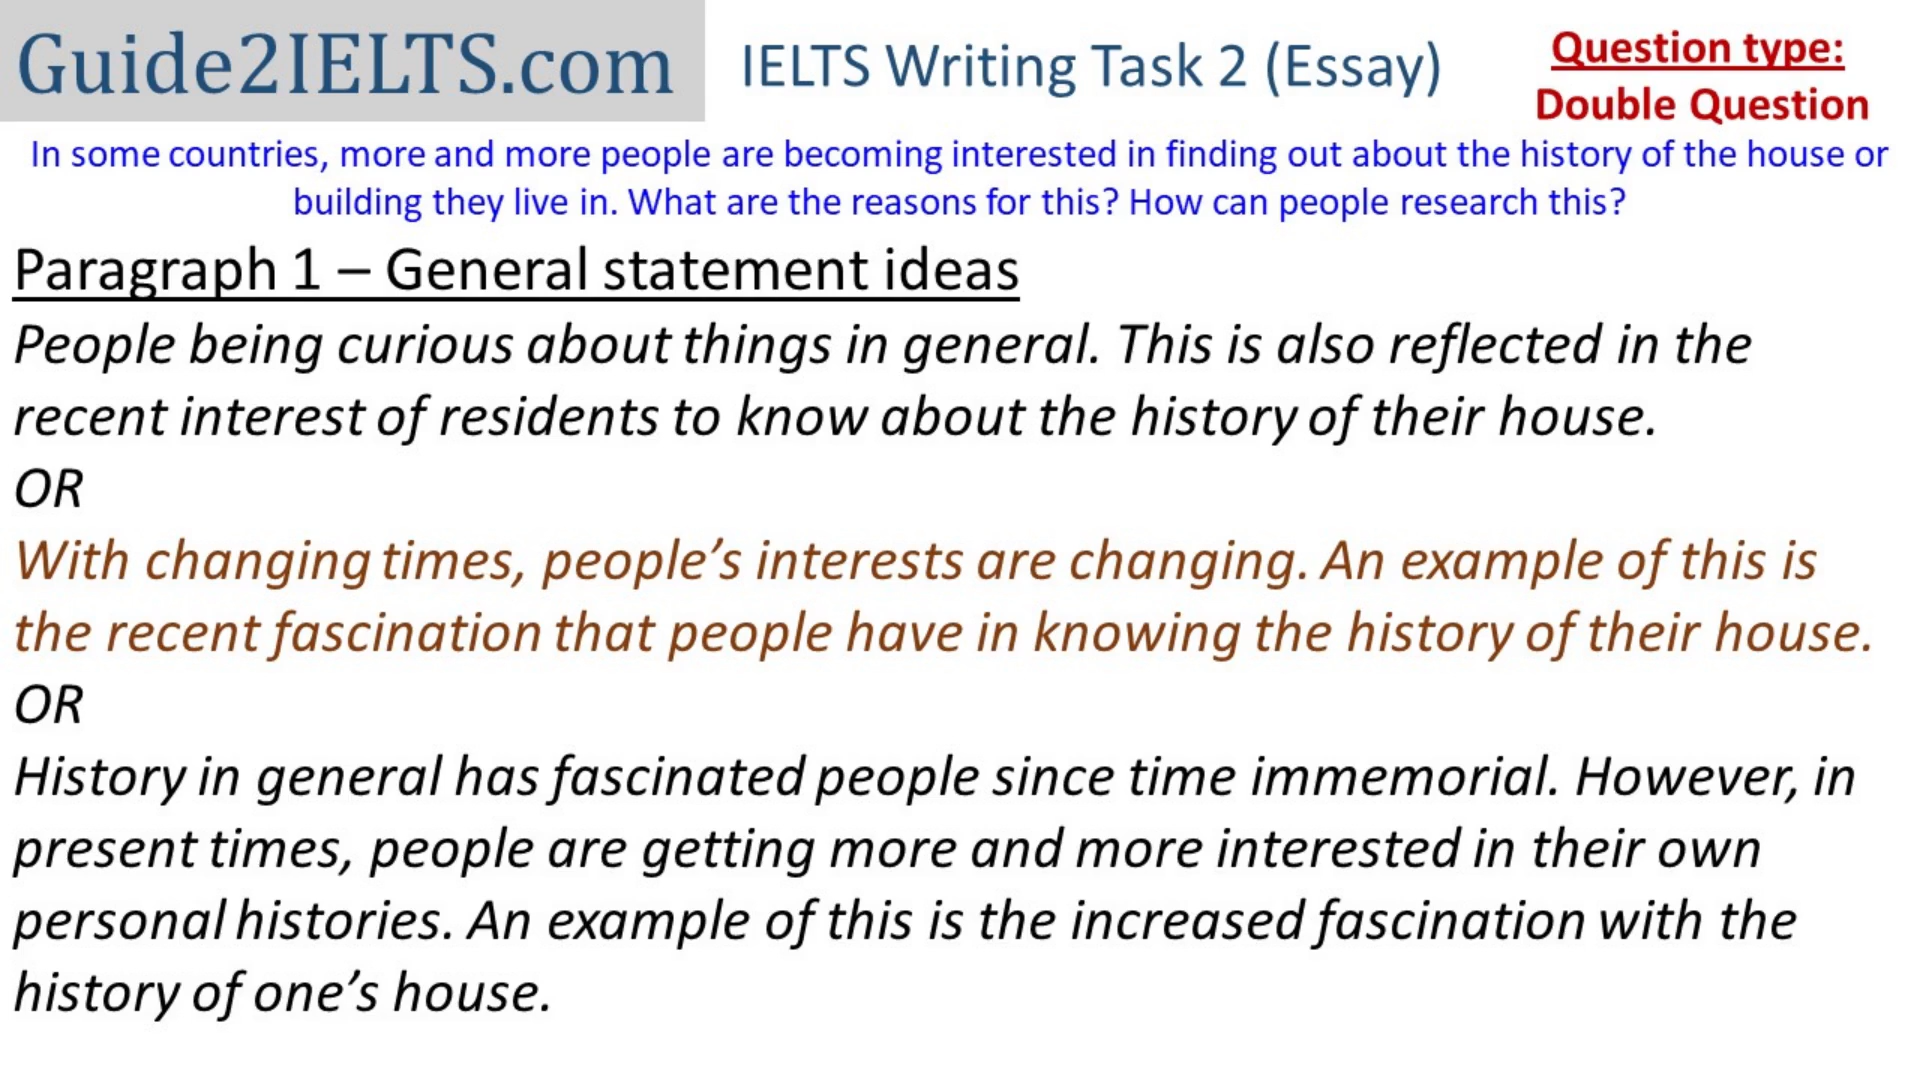 Guide2IELTS.com
IELTS Writing Task 2 (Essay)
Question type:
Double Question
In some countries, more and more people are becoming interested in finding out about the history of the house or
building they live in. What are the reasons for this? How can people research this?
Paragraph 1 – General statement ideas
People being curious about things in general. This is also reflected in the
recent interest of residents to know about the history of their house.
OR
With changing times, people’s interests are changing. An example of this is
the recent fascination that people have in knowing the history of their house.
OR
History in general has fascinated people since time immemorial. However, in
present times, people are getting more and more interested in their own
personal histories. An example of this is the increased fascination with the
history of one’s house.